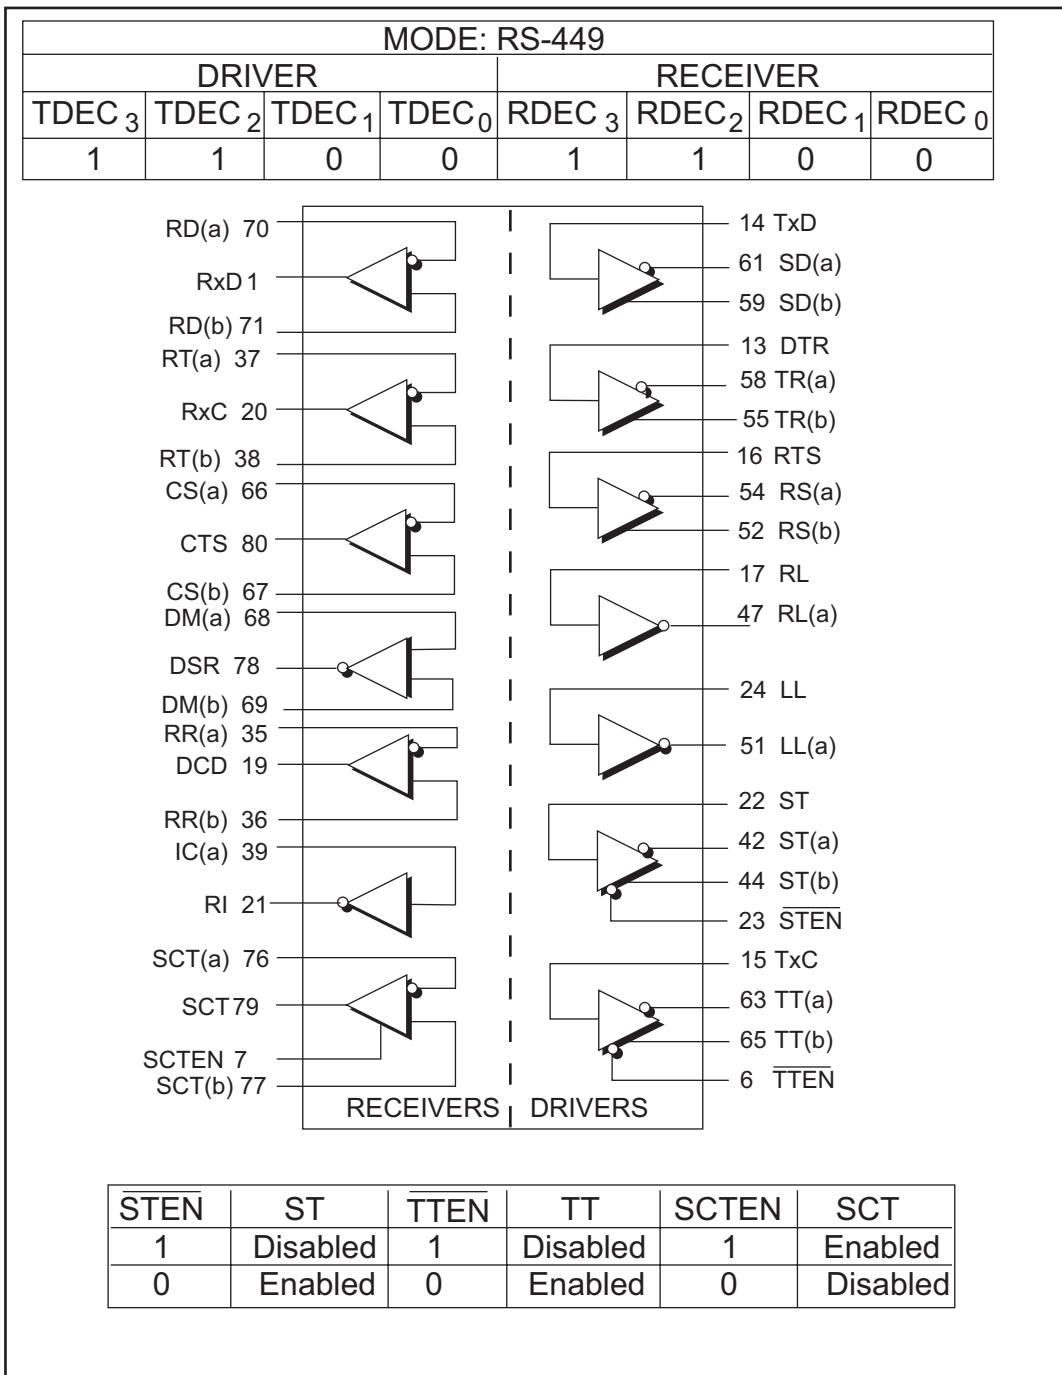 MODE: RS-449
DRIVER RECEIVER
TDEC3 TDEC2 TDEC1 TDEC0 RDEC3 RDEC2 RDEC1 RDEC0
1 1 0 0 1 1 0 0
RD(a) 70
RxD 1
RD(b) 71
RT(a) 37
RxC 20
RT(b) 38
CS(a) 66
CTS 80
CS(b) 67
DM(a) 68
DSR 78
DM(b) 69
RR(a) 35
DCD 19
RR(b) 36
IC(a) 39
RI 21
SCT(a) 76
SCT 79
SCTEN 7
SCT(b) 77
14 TxD
61 SD(a)
59 SD(b)
13 DTR
58 TR(a)
55 TR(b)
16 RTS
54 RS(a)
52 RS(b)
17 RL
47 RL(a)
24 LL
51 LL(a)
22 ST
42 ST(a)
44 ST(b)
23 STEN
15 TxC
63 TT(a)
65 TT(b)
6 TTEN
RECEIVERS DRIVERS
STEN ST TTEN TT SCTEN SCT
1 Disabled 1 Disabled 1 Enabled
0 Enabled 0 Enabled 0 Disabled